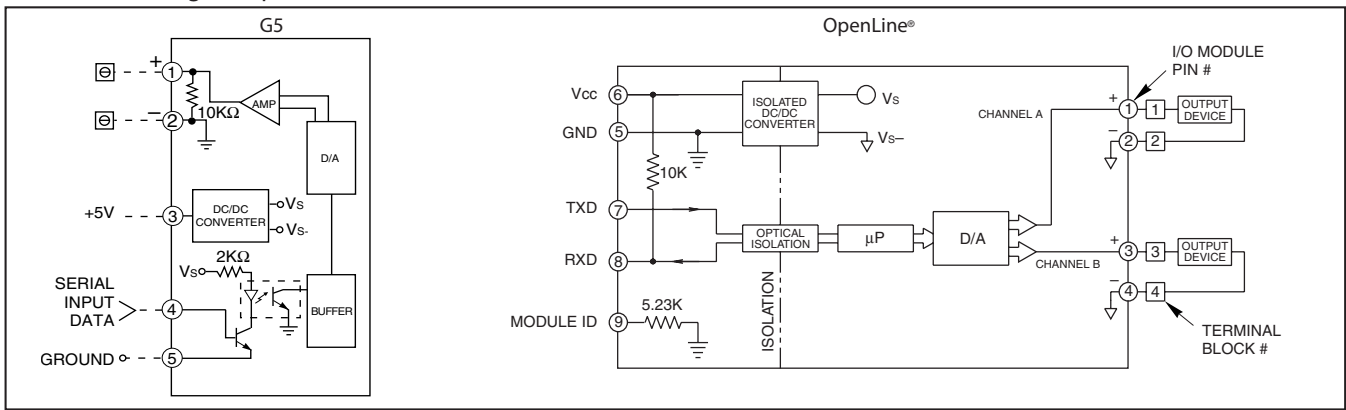 G5
+
1
10KΩ
AMP
−
2
D/A
+5V
3
DC/DC
CONVERTER
Vs
Vs-
2KΩ
Vs
SERIAL
INPUT
DATA
4
BUFFER
GROUND
5
OpenLine®
I/O MODULE
PIN #
Vcc
6
ISOLATED
DC/DC
CONVERTER
Vs
CHANNEL A
+
1
1
OUTPUT
DEVICE
GND
5
Vs–
−
2
2
10K
TXD
7
OPTICAL
ISOLATION
µP
D/A
+
3
3
OUTPUT
DEVICE
RXD
8
CHANNEL B
−
4
4
5.23K
MODULE ID
9
ISOLATION
TERMINAL
BLOCK #